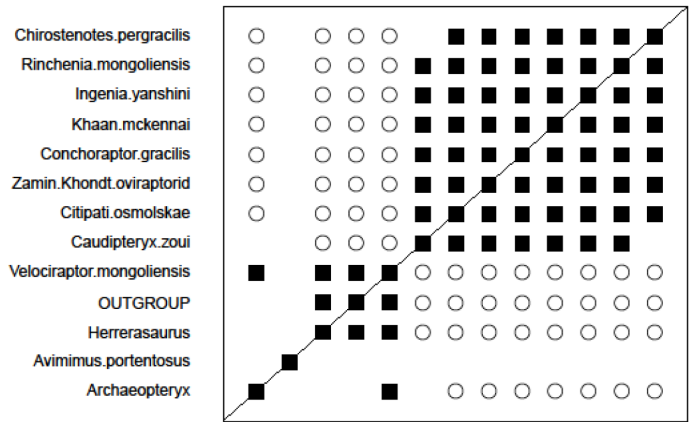 Chirostenotes.pergracilis
Rinchenia.mongoliensis
Ingenia.yanshini
Khaan.mckennai
Conchoraptor.gracilis
Zamin.Khondt.oviraptorid
Citipati.osmolskae
Caudipteryx.zoui
Velociraptor.mongoliensis
OUTGROUP
Herrerasaurus
Avimimus.portentosus
Archaeopteryx